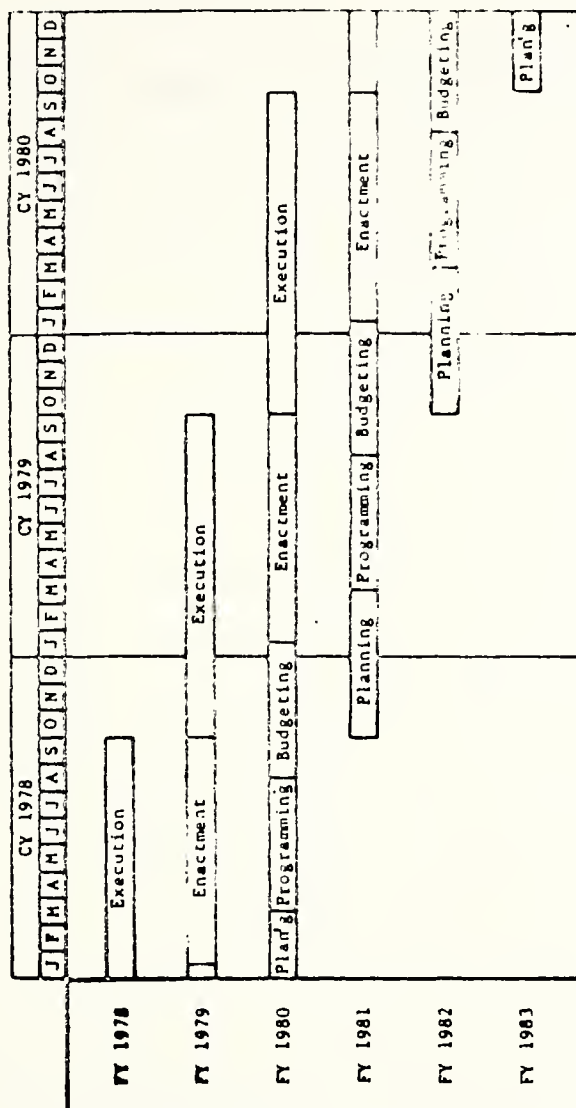 CY 1978 CY 1979 CY 1980
J F M A M J J A S O N D J F M A M J J A S O N D J F M A M J J A S O N D
FY 1978 Execution
FY 1979 Enactment Execution
FY 1980 Plan'g Programming Budgeting Enactment Execution
FY 1981 Planning Programming Budgeting Enactment
FY 1982 Planning Programming Budgeting
FY 1983 Plan'g